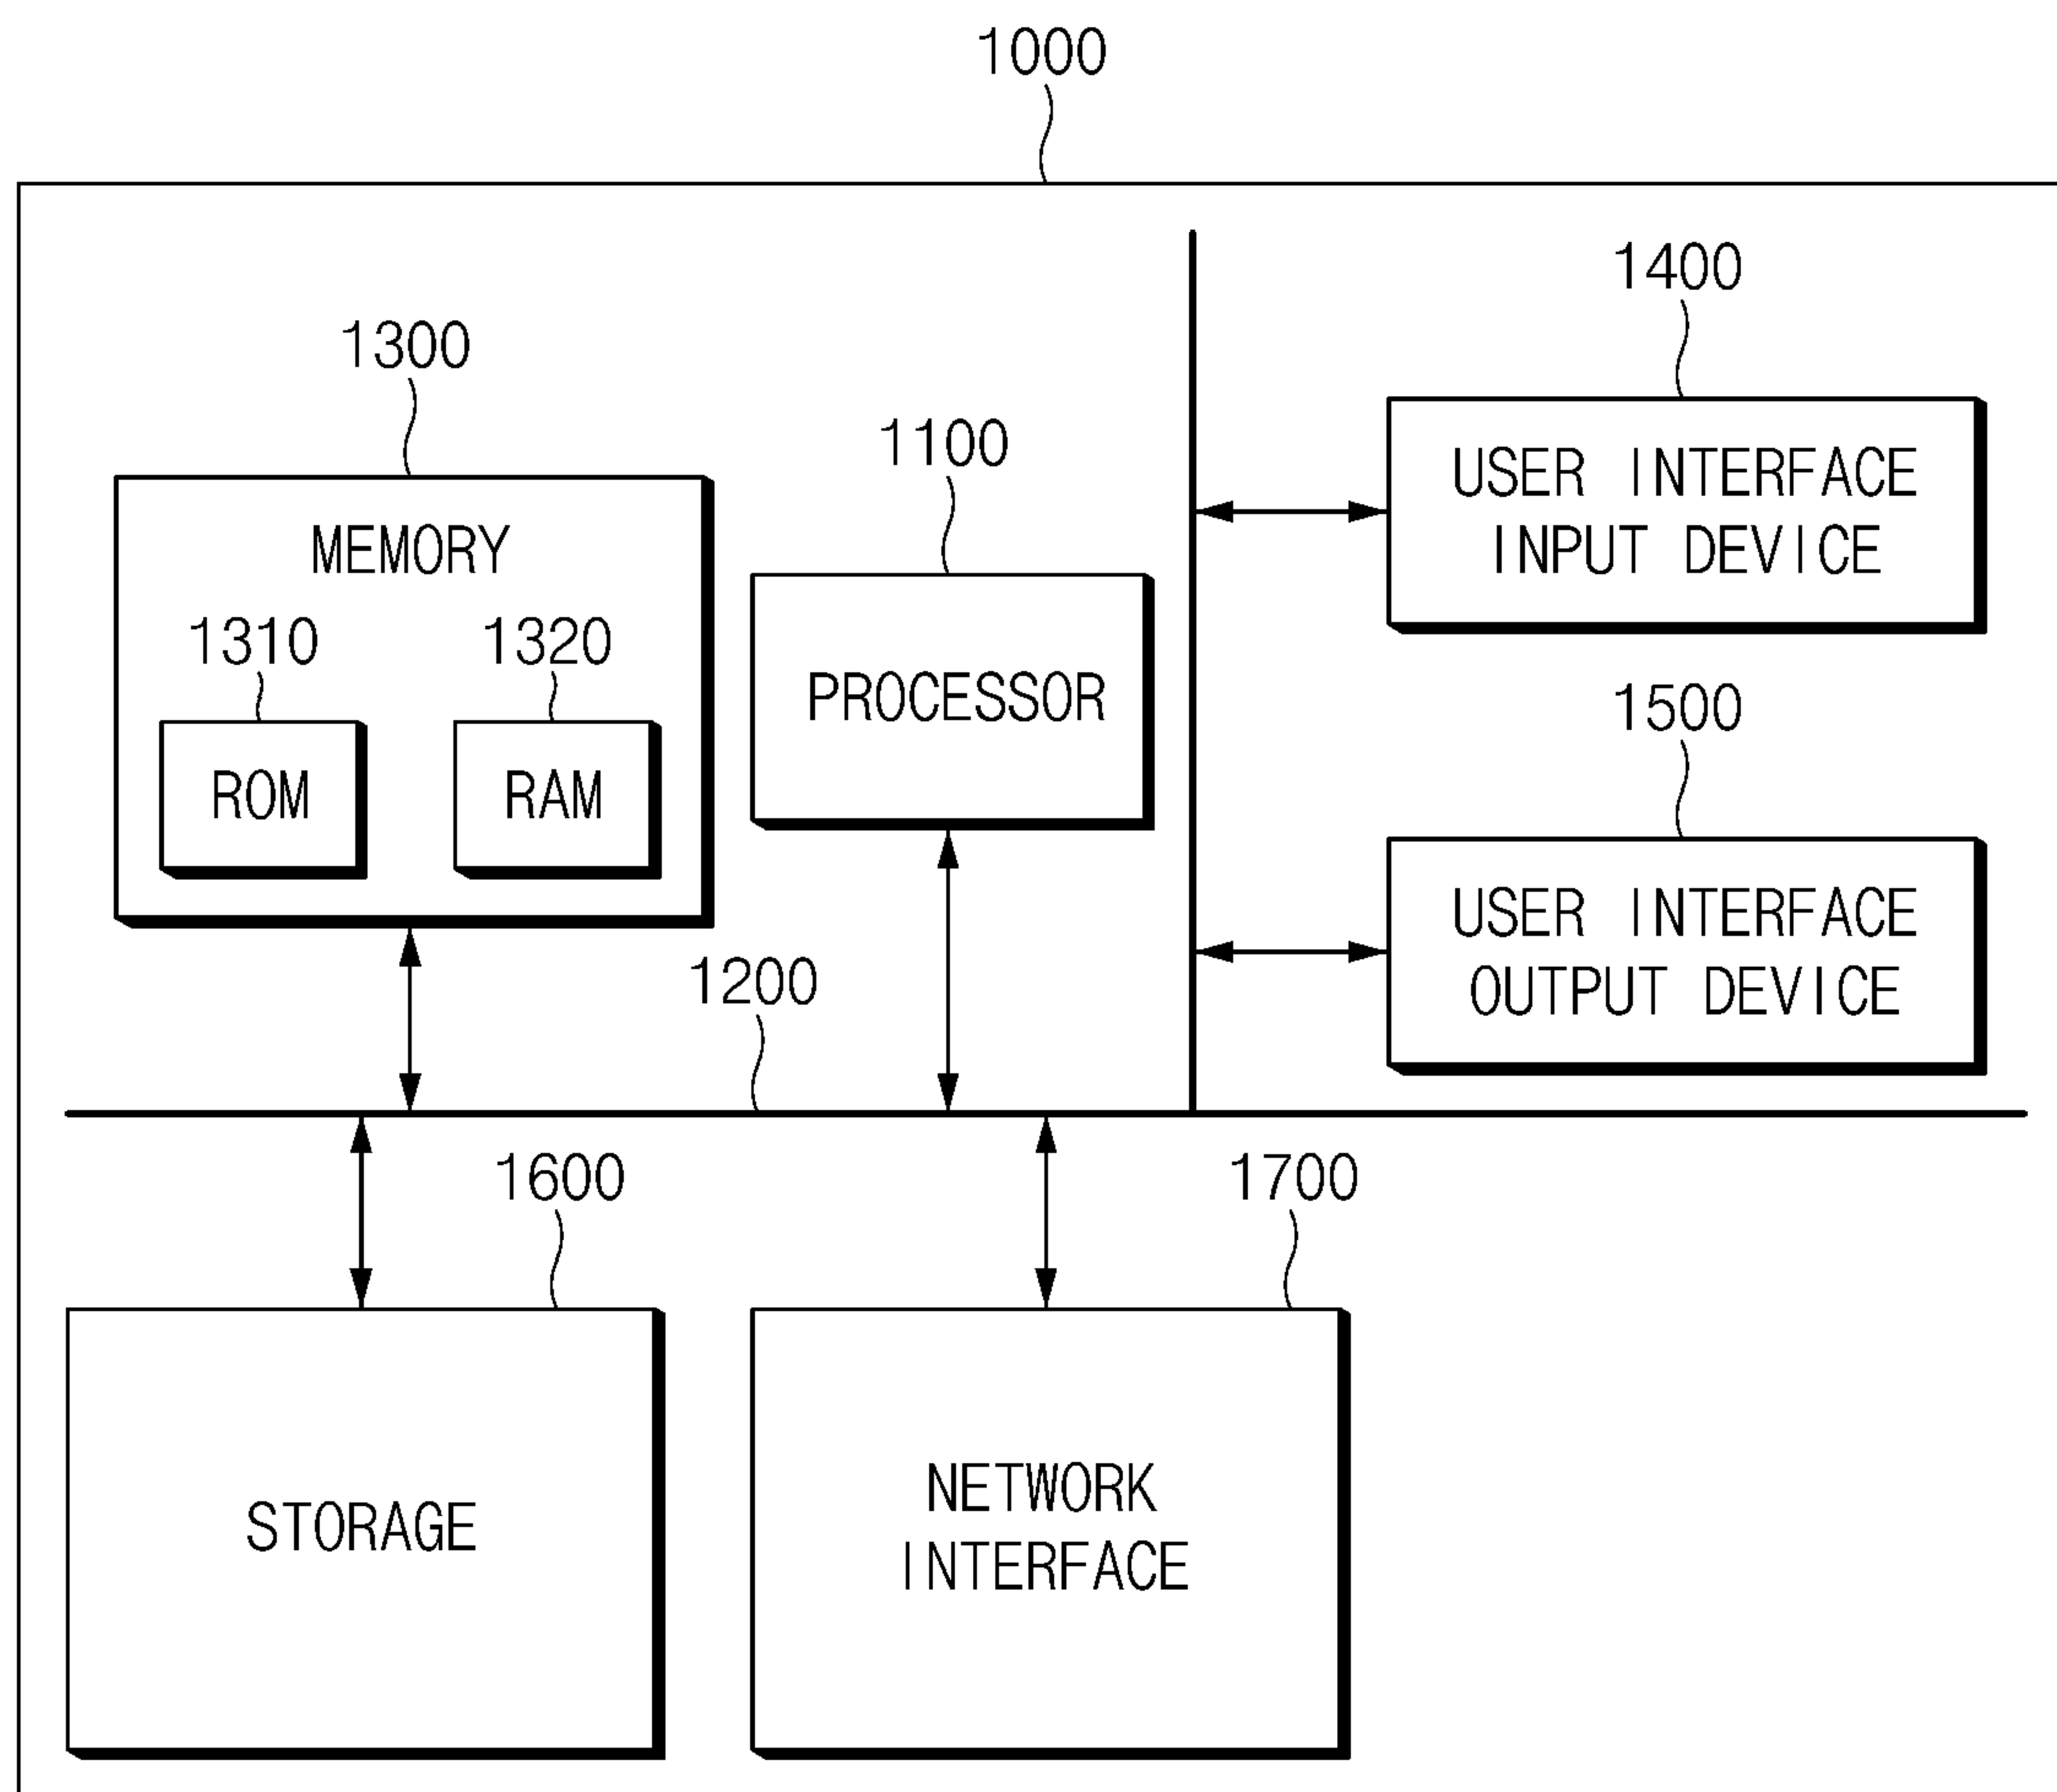 1000
1300
MEMORY
1310
1320
ROM
RAM
1100
PROCESSOR
1400
USER INTERFACE
INPUT DEVICE
1500
USER INTERFACE
OUTPUT DEVICE
1200
1600
STORAGE
1700
NETWORK
INTERFACE